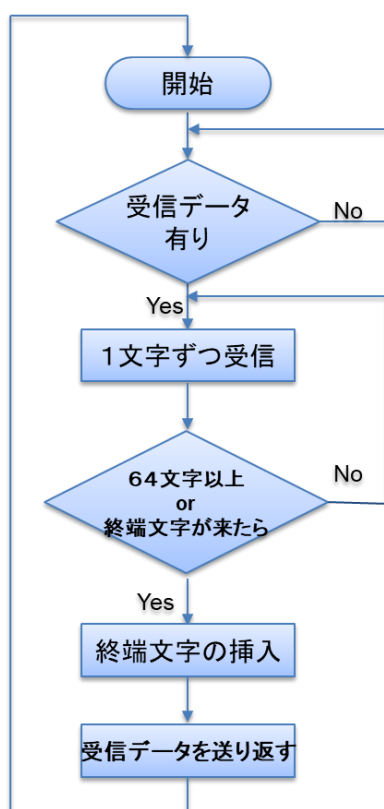 開始
受信データ
有り
No
Yes
１文字ずつ受信
６４文字以上
or
終端文字が来たら
No
Yes
終端文字の挿入
受信データを送り返す